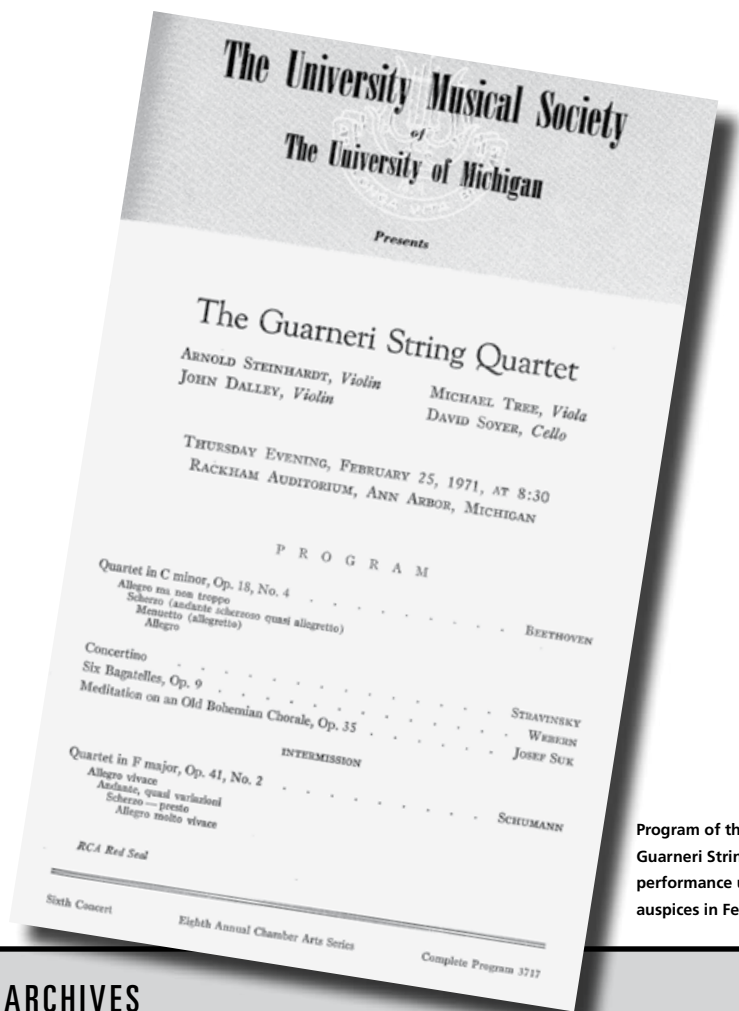 The University Musical Society
of
The University of Michigan
Presents
The Guarneri String Quartet
ARNOLD STEINHARDT, Violin
JOHN DALLEY, Violin
MICHAEL TREE, Viola
DAVID SOYER, Cello
THURSDAY EVENING, FEBRUARY 25, 1971, AT 8:30
RACKHAM AUDITORIUM, ANN ARBOR, MICHIGAN
PROGRAM
Quartet in C minor, Op. 18, No. 4 . . . . . . . . . BEETHOVEN
Allegro ma non troppo
Scherzo (andante scherzoso quasi allegretto)
Menuetto (allegretto)
Allegro
Concertino . . . . . . . . . . . . . . STRAVINSKY
Six Bagatelles, Op. 9 . . . . . . . . . . . . WEBERN
Meditation on an Old Bohemian Chorale, Op. 35 . . . . . . JOSEF SUK
INTERMISSION
Quartet in F major, Op. 41, No. 2 . . . . . . . . . SCHUMANN
Allegro vivace
Andante, quasi variazioni
Scherzo — presto
Allegro molto vivace
RCA Red Seal
Sixth Concert Eighth Annual Chamber Arts Series Complete Program 3717
Program of th
Guarneri Strin
performance u
auspices in Fe
ARCHIVES